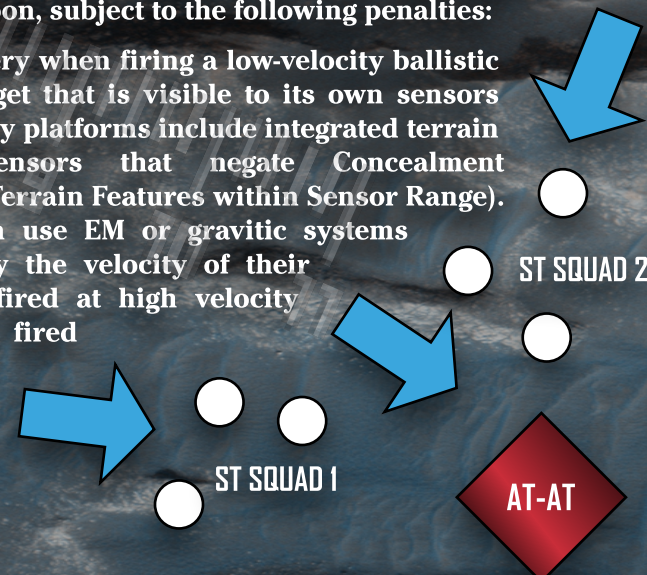 on, subject to the following penalties:
ry when firing a low-velocity ballistic
get that is visible to its own sensors
y platforms include integrated terrain
ensors that negate Concealment
Terrain Features within Sensor Range).
use EM or gravitic systems
y the velocity of their
fired at high velocity
fired
ST SQUAD 2
ST SQUAD 1
AT-AT